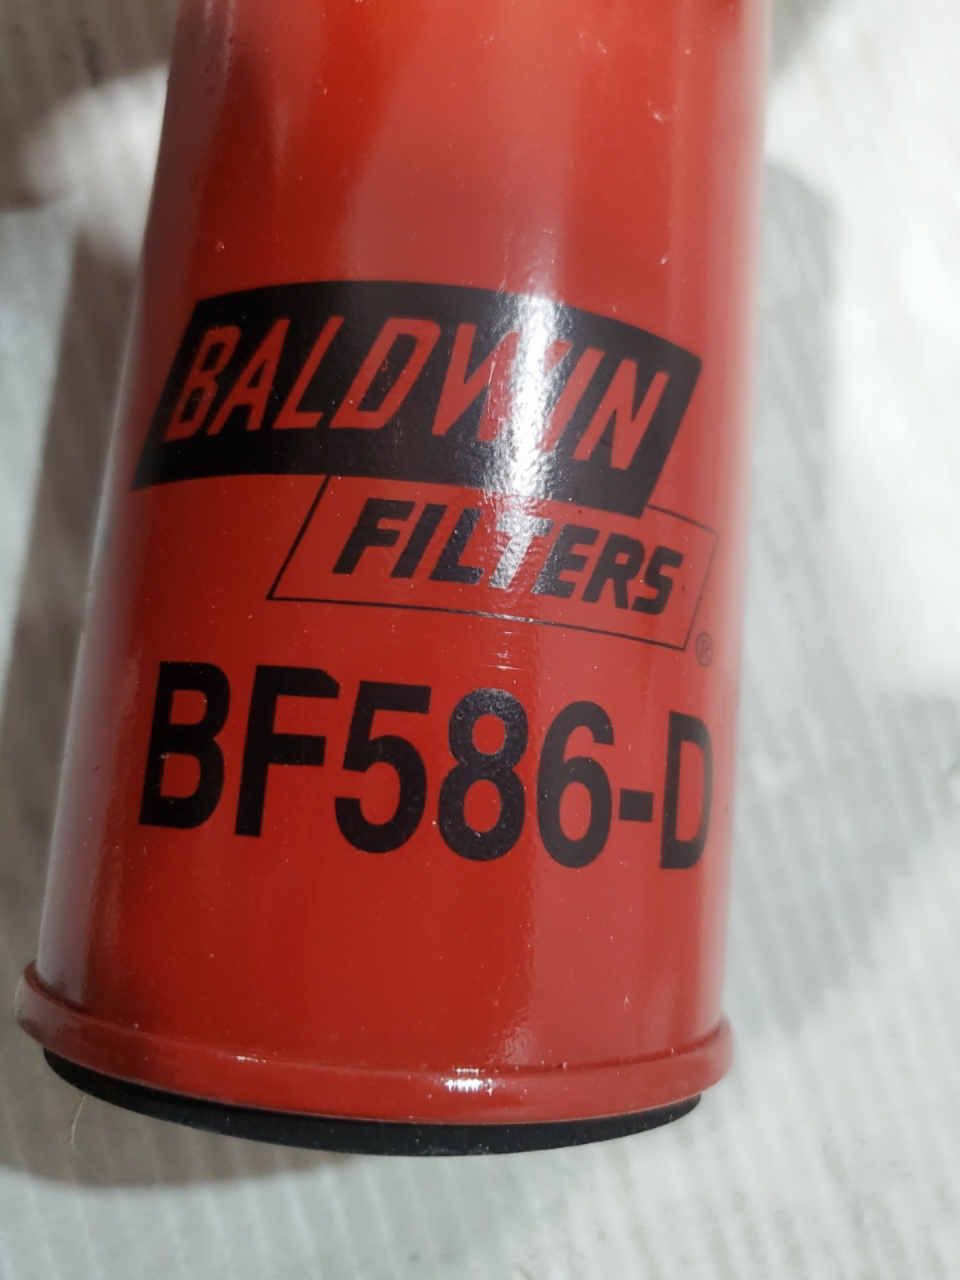 BALDWIN
FILTERS
®
BF586-D